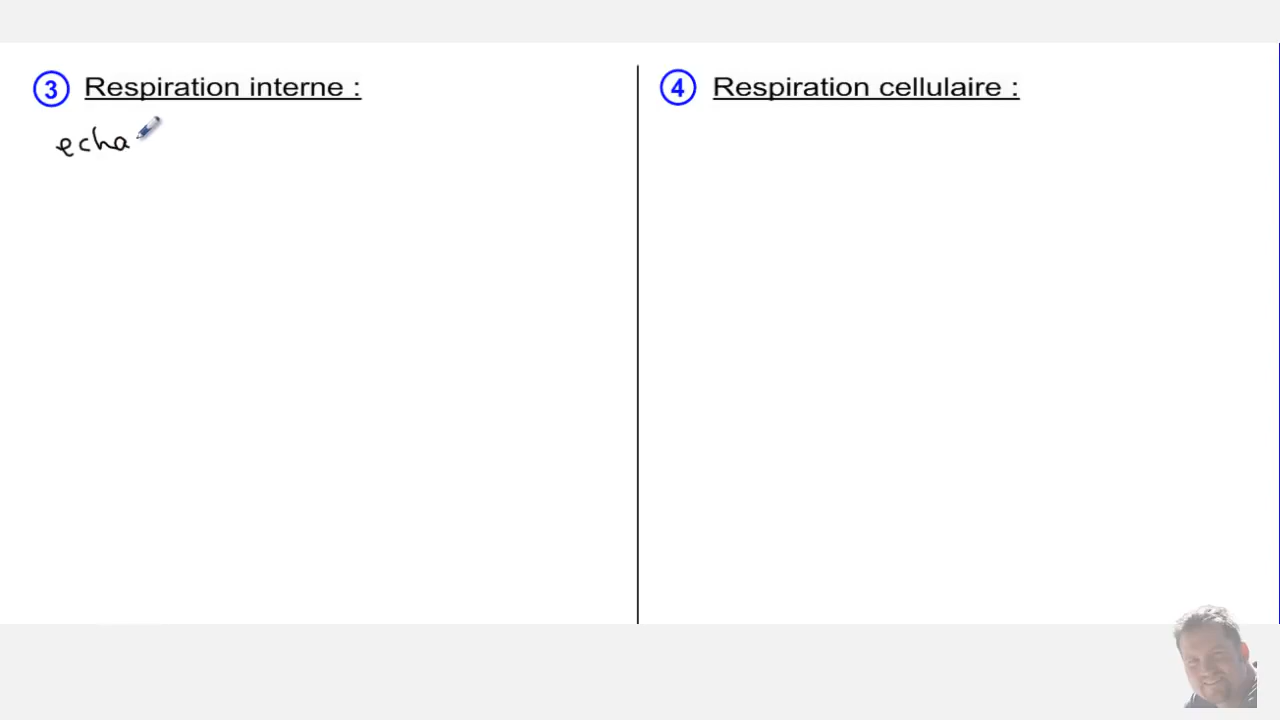 3 Respiration interne :
echa
4 Respiration cellulaire :